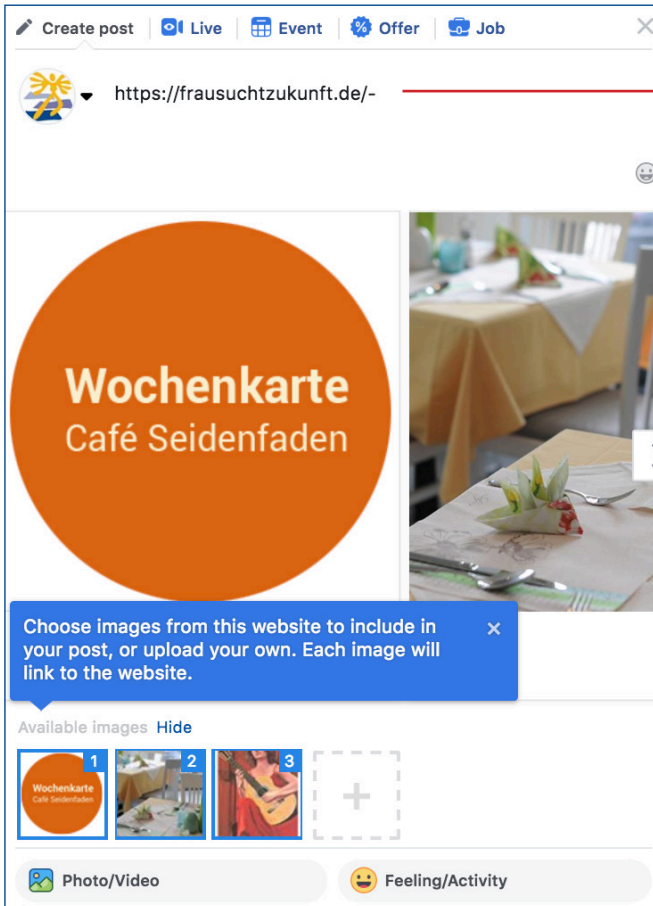 Create post Live Event Offer Job
https://frausuchtzukunft.de/-
Wochenkarte
Café Seidenfaden
Choose images from this website to include in
your post, or upload your own. Each image will
link to the website.
Available images Hide
1 2 3
Wochenkarte
Café Seidenfaden
Photo/Video Feeling/Activity